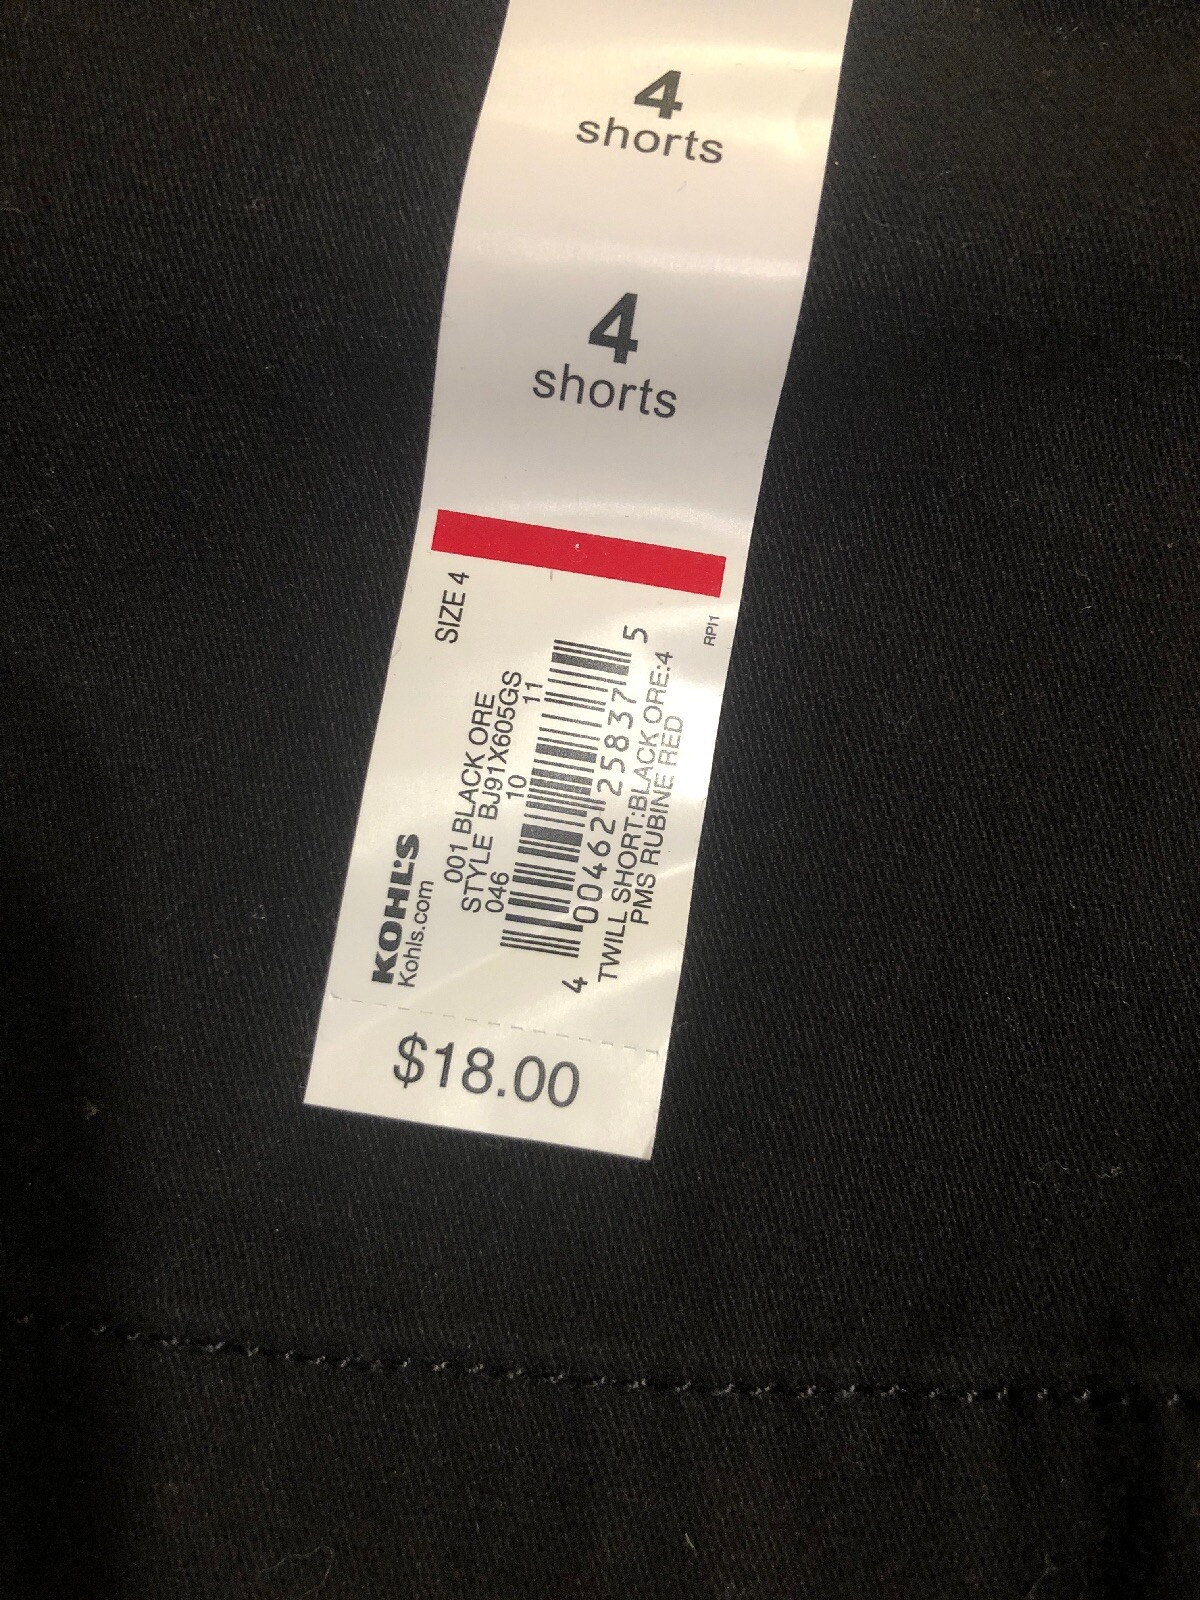 4
shorts
4
shorts
SIZE 4
KOHL'S
Kohls.com
001 BLACK ORE
STYLE BJ91X605GS
046 10 11
4 00462 25837 5
TWILL SHORT:BLACK ORE:4
PMS RUBINE RED
RPI1
$18.00